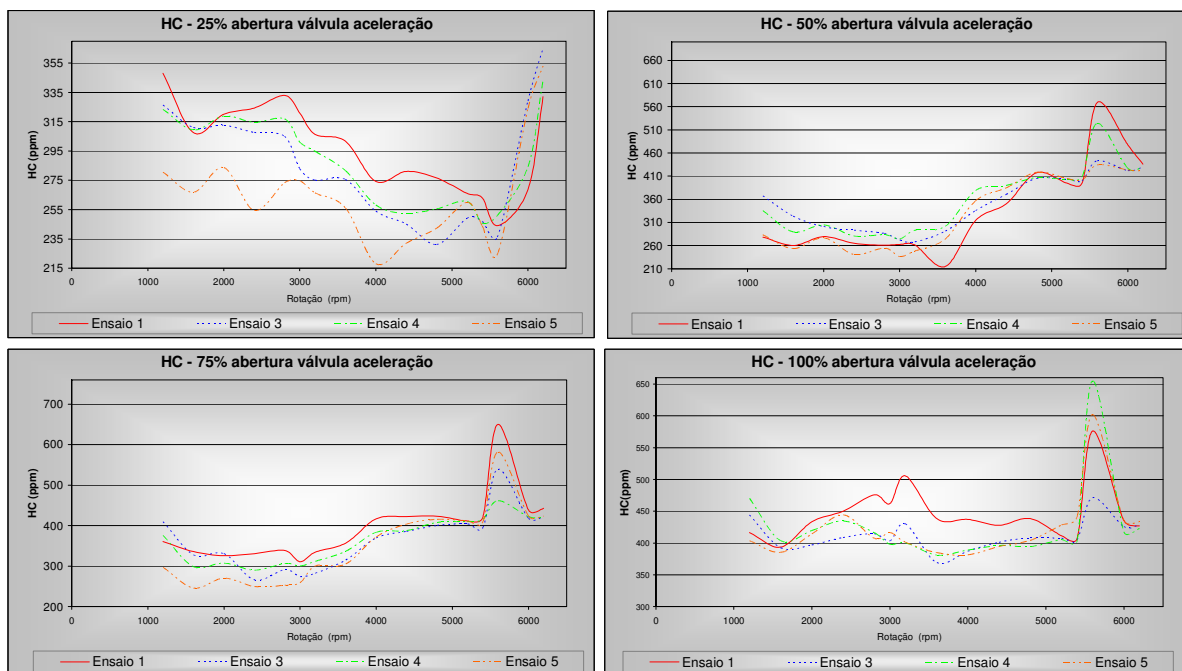 HC - 25% abertura válvula aceleração
HC (ppm)
355
335
315
295
275
255
235
215
0 1000 2000 3000 4000 5000 6000
Rotação (rpm)
Ensaio 1 Ensaio 3 Ensaio 4 Ensaio 5
HC - 50% abertura válvula aceleração
HC (ppm)
660
610
560
510
460
410
360
310
260
210
0 1000 2000 3000 4000 5000 6000
Rotação (rpm)
Ensaio 1 Ensaio 3 Ensaio 4 Ensaio 5
HC - 75% abertura válvula aceleração
HC (ppm)
700
600
500
400
300
200
0 1000 2000 3000 4000 5000 6000
Rotação (rpm)
Ensaio 1 Ensaio 3 Ensaio 4 Ensaio 5
HC - 100% abertura válvula aceleração
HC(ppm)
650
600
550
500
450
400
350
300
0 1000 2000 3000 4000 5000 6000
Rotação (rpm)
Ensaio 1 Ensaio 3 Ensaio 4 Ensaio 5